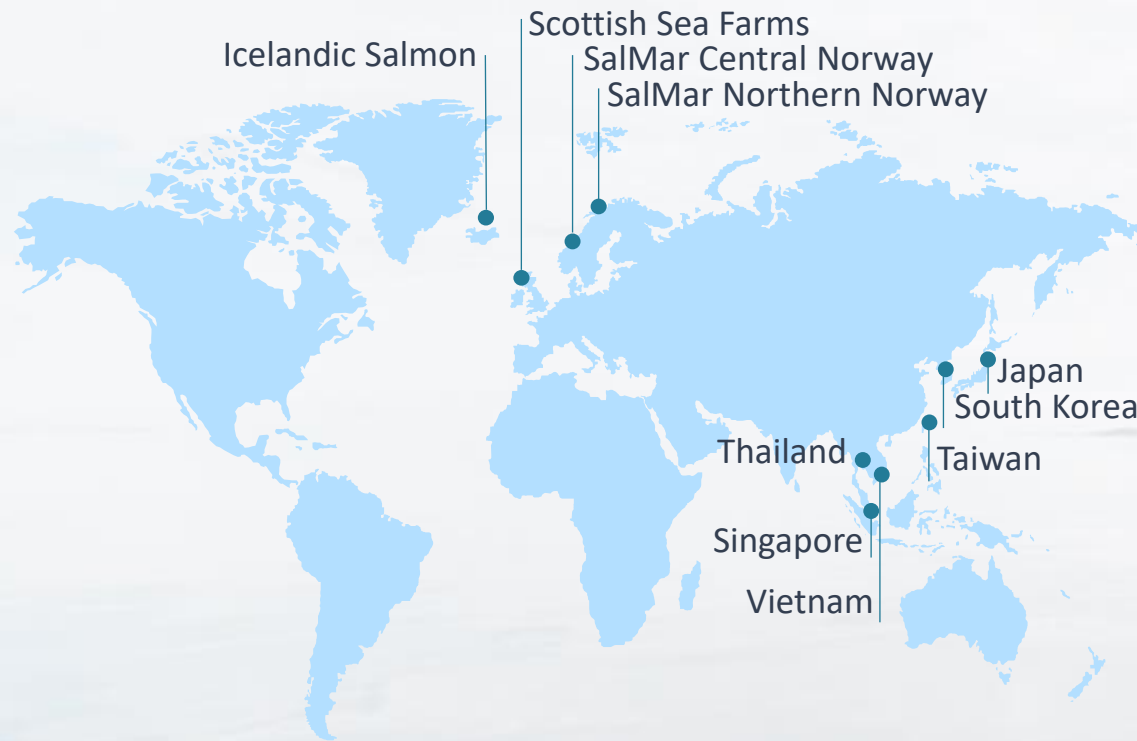 Scottish Sea Farms
Icelandic Salmon
SalMar Central Norway
SalMar Northern Norway
Japan
South Korea
Thailand
Taiwan
Singapore
Vietnam